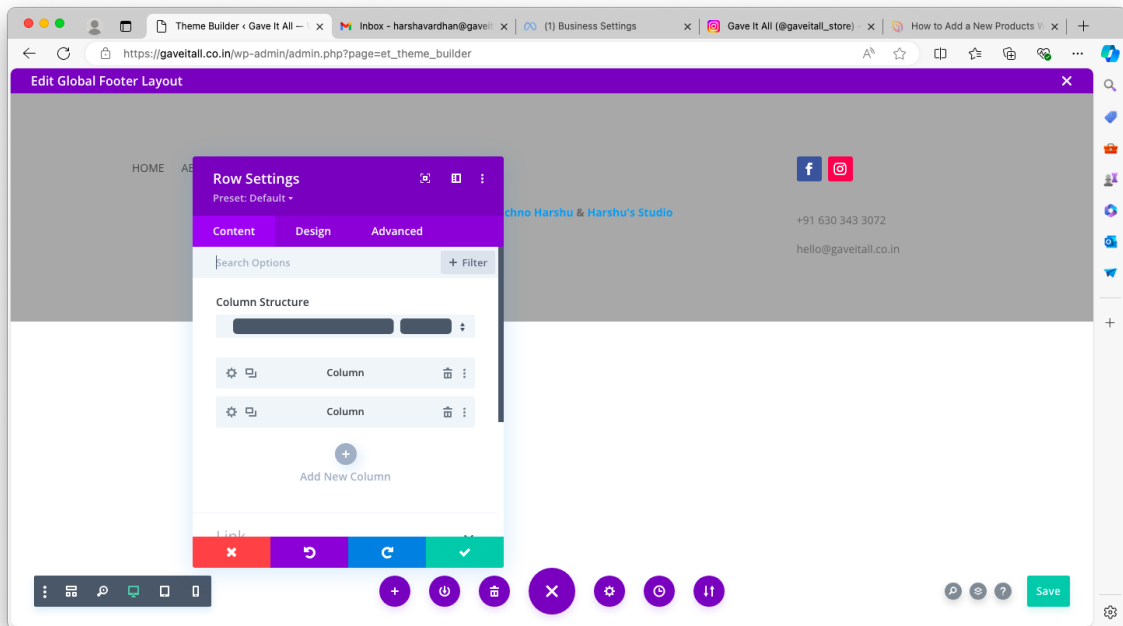 Theme Builder ‹ Gave It All —
Inbox - harshavardhan@gaveit
(1) Business Settings
Gave It All (@gaveitall_store)
How to Add a New Products
https://gaveitall.co.in/wp-admin/admin.php?page=et_theme_builder
Edit Global Footer Layout
HOME
Row Settings
Preset: Default
Content Design Advanced
Search Options
+ Filter
Column Structure
Column
Column
Add New Column
Link
chno Harshu & Harshu's Studio
+91 630 343 3072
hello@gaveitall.co.in
Save